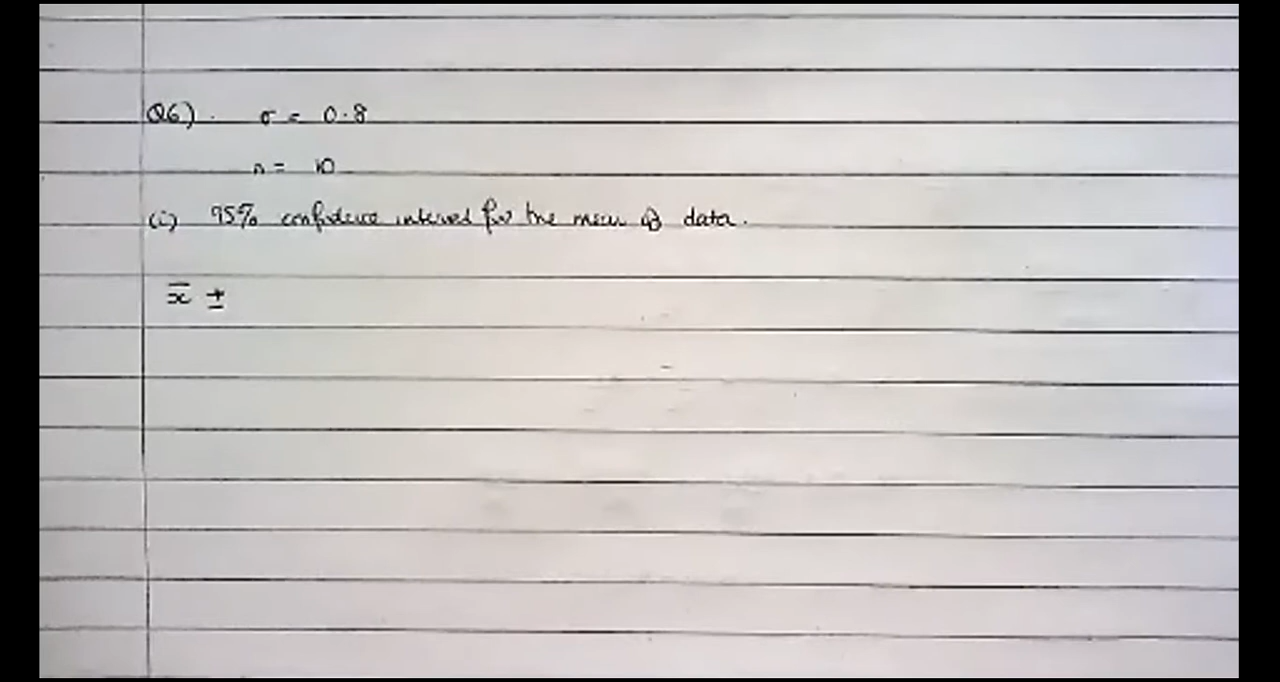 Q6). σ = 0.8
n = 10
(i) 95% confidence interval for the mean of data.
x̄ ±